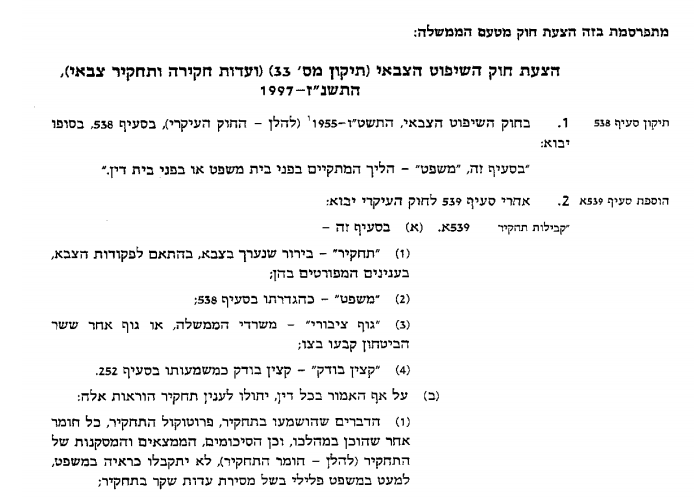 מתפרסמת בזה הצעת חוק מטעם הממשלה:
הצעת חוק השיפוט הצבאי (תיקון מס' 33) (ועדות חקירה ותחקיר צבאי),
התשנ"ז–1997
תיקון סעיף 538 1. בחוק השיפוט הצבאי, התשט"ו–1955¹ (להלן – החוק העיקרי), בסעיף 538, בסופו
יבוא:
"בסעיף זה, "משפט" – הליך המתקיים בפני בית משפט או בפני בית דין."
הוספת סעיף 539א 2. אחרי סעיף 539 לחוק העיקרי יבוא:
"קבילות תחקיר 539א. (א) בסעיף זה –
(1) "תחקיר" – בירור שנערך בצבא, בהתאם לפקודות הצבא,
בענינים המפורטים בהן;
(2) "משפט" – כהגדרתו בסעיף 538;
(3) "גוף ציבורי" – משרדי הממשלה, או גוף אחר ששר
הביטחון קבעו בצו;
(4) "קצין בודק" – קצין בודק כמשמעותו בסעיף 252.
(ב) על אף האמור בכל דין, יחולו לענין תחקיר הוראות אלה:
(1) הדברים שהושמעו בתחקיר, פרוטוקול התחקיר, כל חומר
אחר שהוכן במהלכו, וכן הסיכומים, הממצאים והמסקנות של
התחקיר (להלן – חומר התחקיר), לא יתקבלו כראיה במשפט,
למעט במשפט פלילי בשל מסירת עדות שקר בתחקיר;